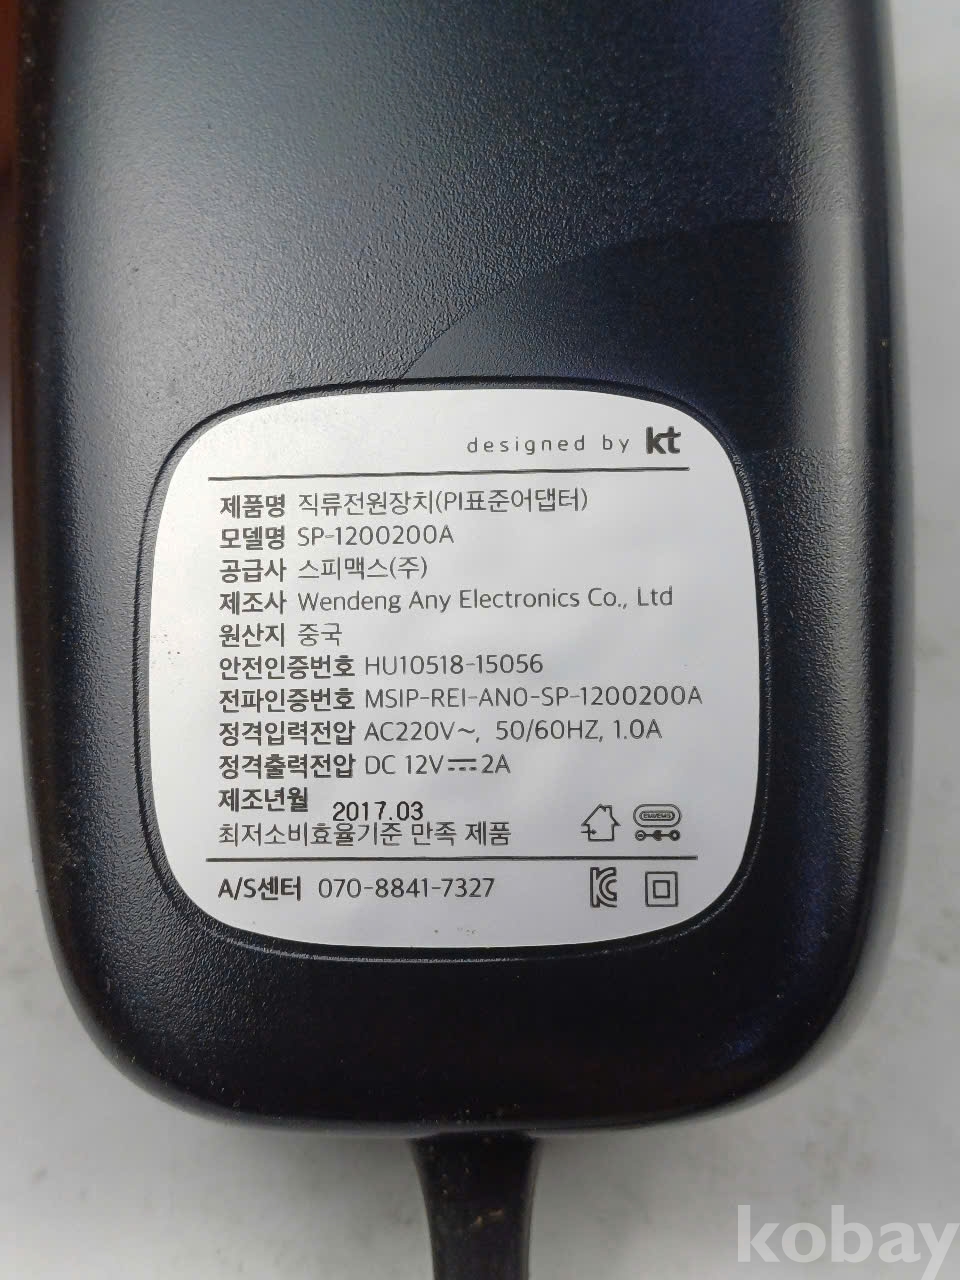 designed by kt
제품명 직류전원장치(PI표준어댑터)
모델명 SP-1200200A
공급사 스피맥스(주)
제조사 Wendeng Any Electronics Co., Ltd
원산지 중국
안전인증번호 HU10518-15056
전파인증번호 MSIP-REI-ANO-SP-1200200A
정격입력전압 AC220V~, 50/60HZ, 1.0A
정격출력전압 DC 12V⎓2A
제조년월 2017.03
최저소비효율기준 만족 제품
A/S센터 070-8841-7327
kobay